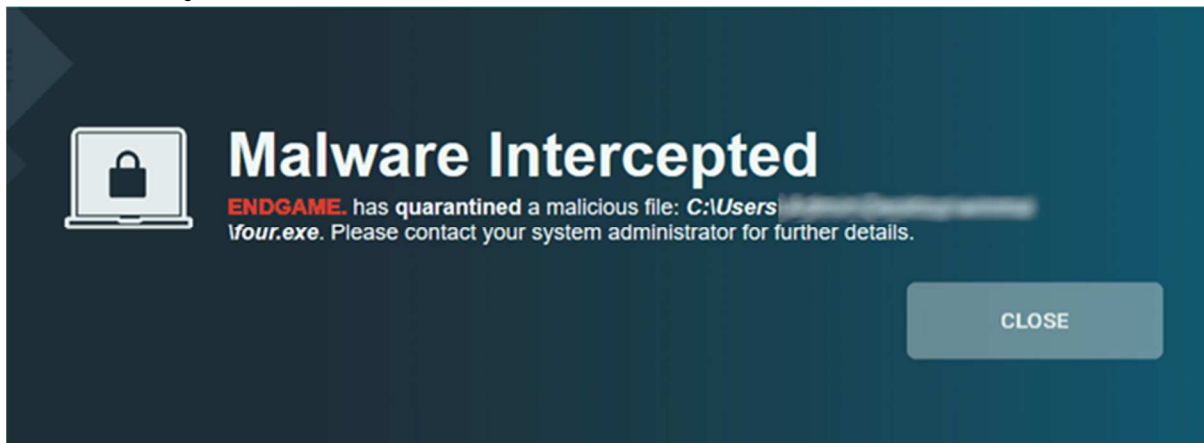 Malware Intercepted
ENDGAME. has quarantined a malicious file: C:\Users
\four.exe. Please contact your system administrator for further details.
CLOSE